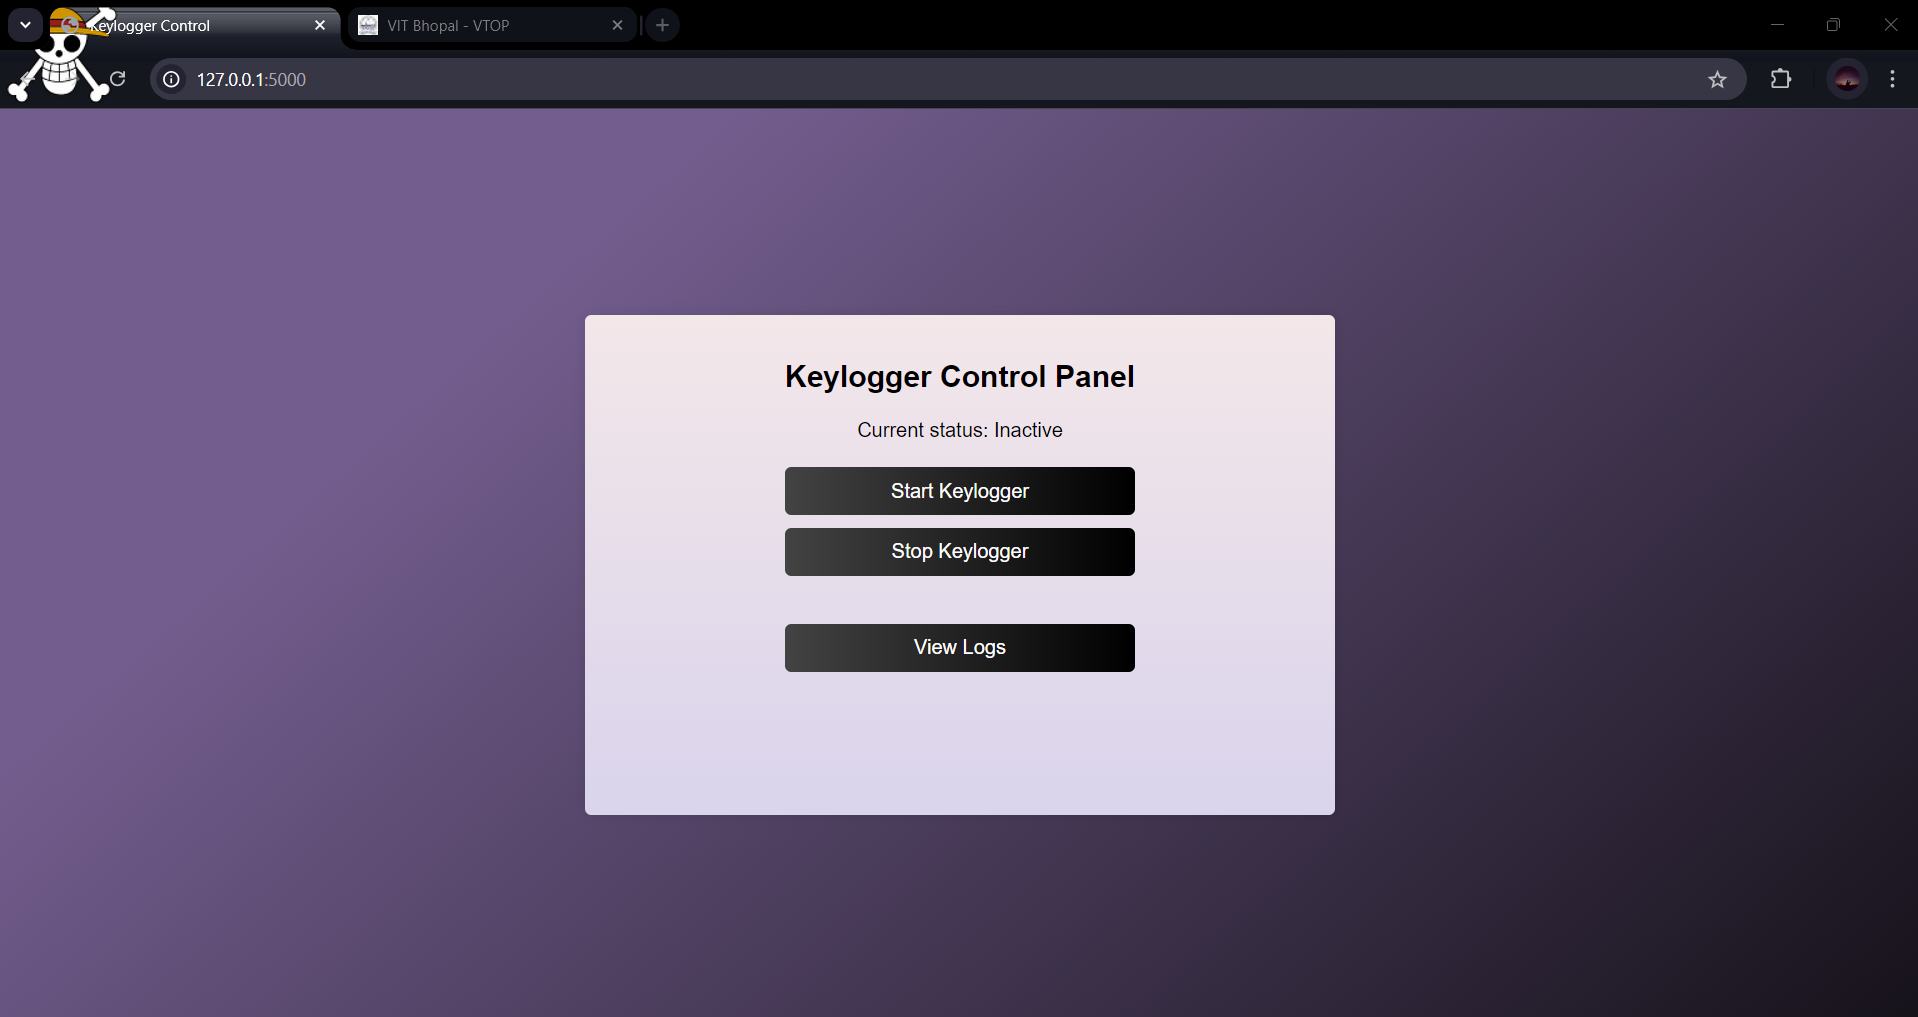 Keylogger Control
VIT Bhopal - VTOP
127.0.0.1:5000
Keylogger Control Panel
Current status: Inactive
Start Keylogger
Stop Keylogger
View Logs